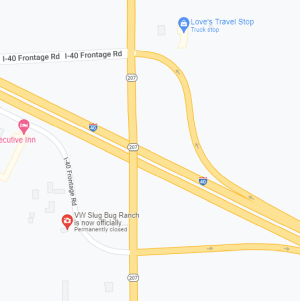 Love's Travel Stop
Truck stop
I-40 Frontage Rd I-40 Frontage Rd
207
40
ecutive Inn
207
I-40 Frontage Rd
40
VW Slug Bug Ranch
is now officially...
Permanently closed
207